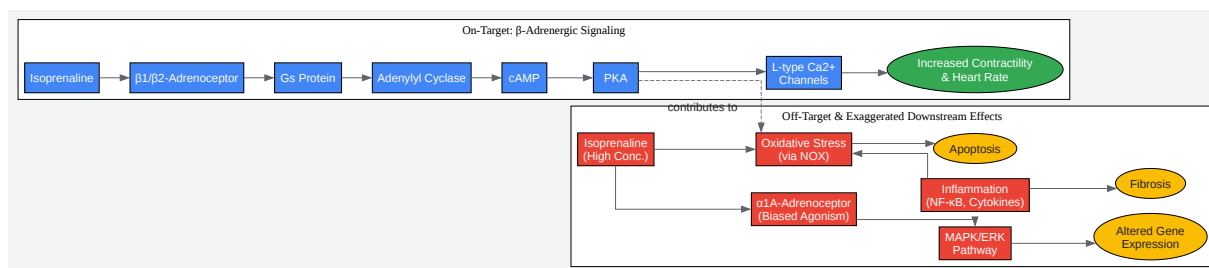 On-Target: β-Adrenergic Signaling
Isoprenaline
β1/β2-Adrenoceptor
Gs Protein
Adenylyl Cyclase
cAMP
PKA
L-type Ca2+
Channels
Increased Contractility
& Heart Rate
contributes to
Off-Target & Exaggerated Downstream Effects
Isoprenaline
(High Conc.)
Oxidative Stress
(via NOX)
Apoptosis
Inflammation
(NF-κB, Cytokines)
Fibrosis
α1A-Adrenoceptor
(Biased Agonism)
MAPK/ERK
Pathway
Altered Gene
Expression